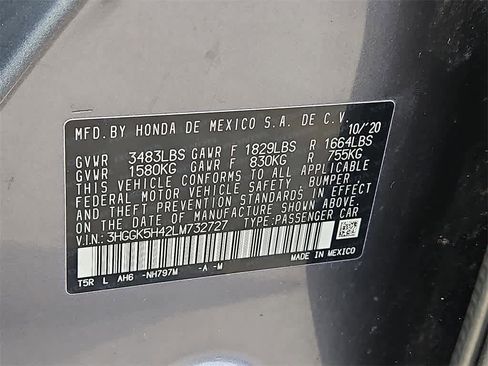 MFD.BY HONDA DE MEXICO S.A. DE C.V. 10/'20
GVWR 3483LBS GAWR F 1829LBS R 1664LBS
GVWR 1580KG GAWR F 830KG R 755KG
THIS VEHICLE CONFORMS TO ALL APPLICABLE
FEDERAL MOTOR VEHICLE SAFETY, BUMPER,
AND THEFT PREVENTION STANDARDS IN EFFECT
ON THE DATE OF MANUFACTURE SHOWN ABOVE.
V.I.N.: 3HGGK5H42LM732727 TYPE:PASSENGER CAR
T5R L AH6 -NH797M -A -M MADE IN MEXICO